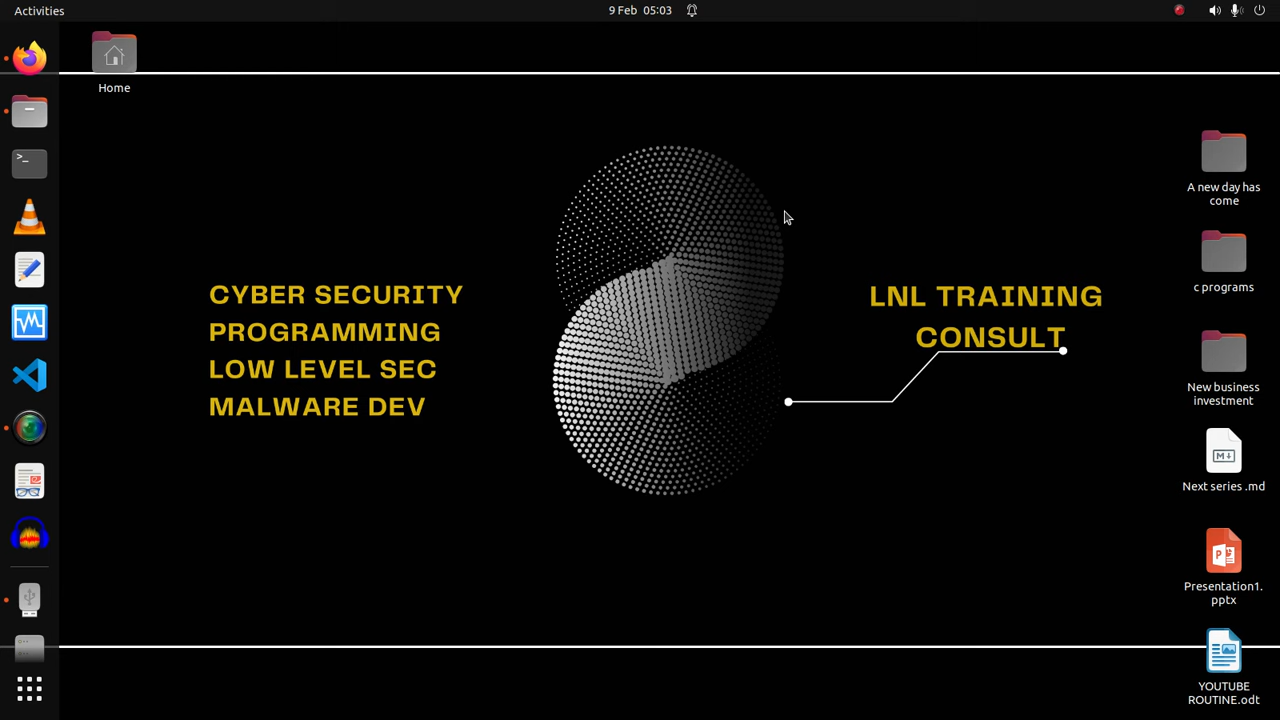 Activities
9 Feb 05:03
Home
CYBER SECURITY
PROGRAMMING
LOW LEVEL SEC
MALWARE DEV
LNL TRAINING
CONSULT
A new day has
come
c programs
New business
investment
Next series .md
Presentation1.
pptx
YOUTUBE
ROUTINE.odt